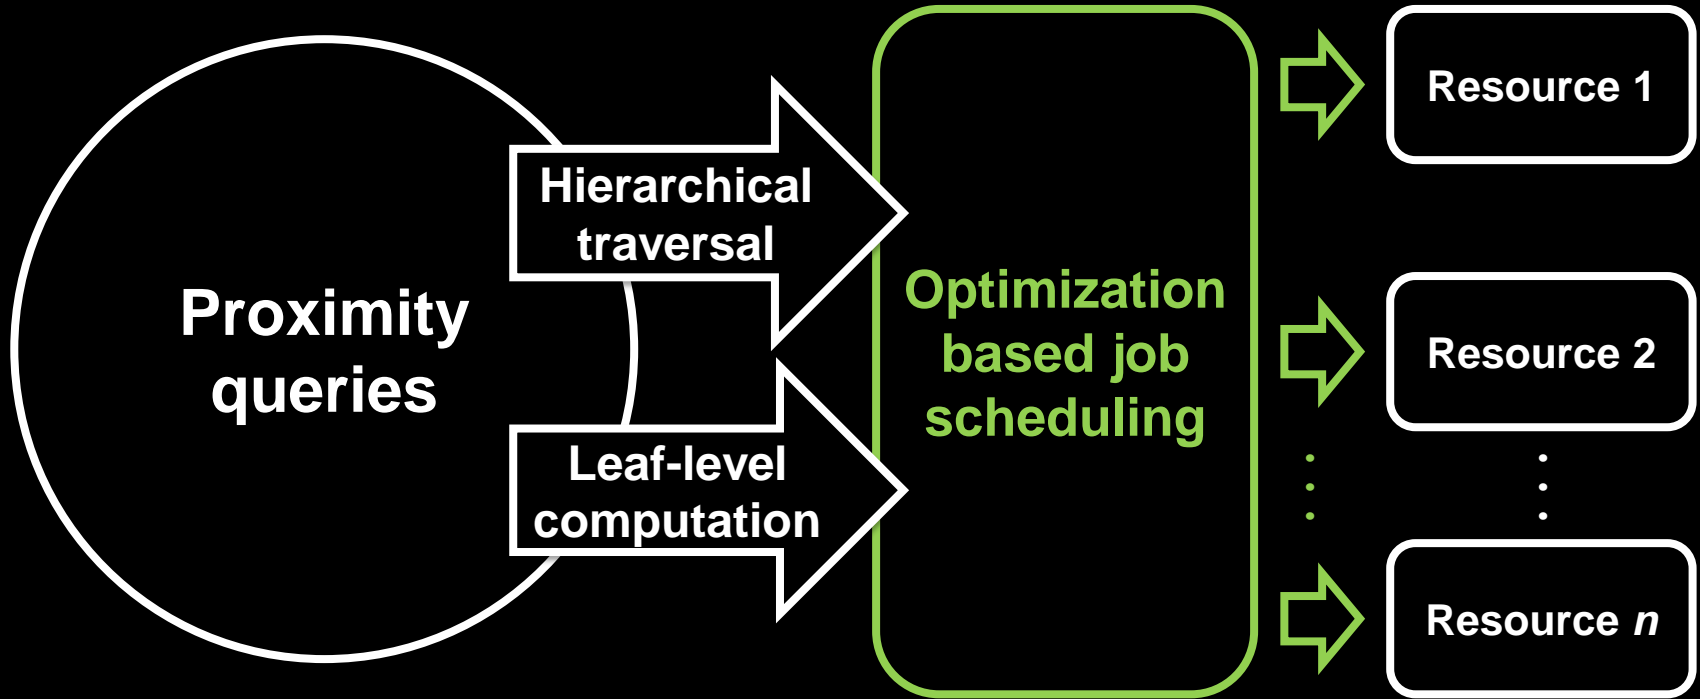 Proximity
queries
Hierarchical
traversal
Leaf-level
computation
Optimization
based job
scheduling
Resource 1
Resource 2
Resource n